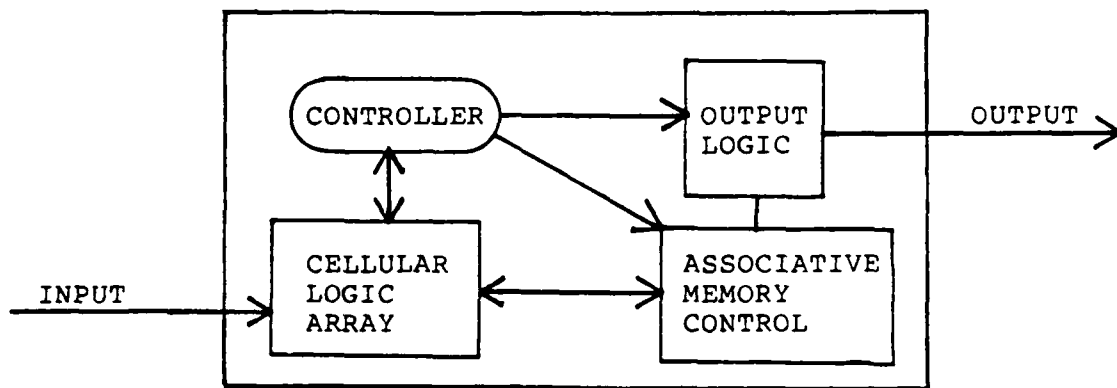 CONTROLLER
OUTPUT
LOGIC
OUTPUT
INPUT
CELLULAR
LOGIC
ARRAY
ASSOCIATIVE
MEMORY
CONTROL